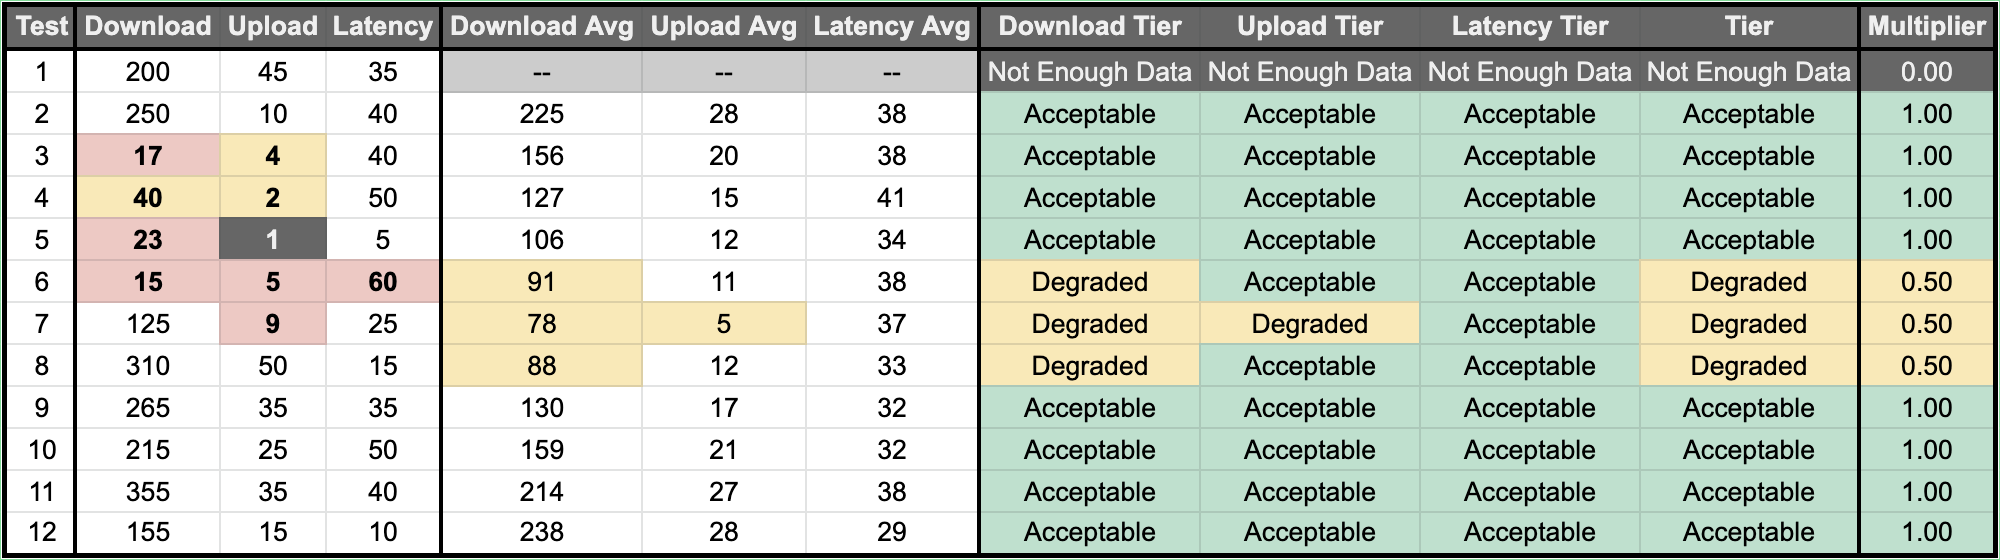 Test Download Upload Latency Download Avg Upload Avg Latency Avg Download Tier Upload Tier Latency Tier Tier Multiplier
1 200 45 35 -- -- -- Not Enough Data Not Enough Data Not Enough Data Not Enough Data 0.00
2 250 10 40 225 28 38 Acceptable Acceptable Acceptable Acceptable 1.00
3 17 4 40 156 20 38 Acceptable Acceptable Acceptable Acceptable 1.00
4 40 2 50 127 15 41 Acceptable Acceptable Acceptable Acceptable 1.00
5 23 1 5 106 12 34 Acceptable Acceptable Acceptable Acceptable 1.00
6 15 5 60 91 11 38 Degraded Acceptable Acceptable Degraded 0.50
7 125 9 25 78 5 37 Degraded Degraded Acceptable Degraded 0.50
8 310 50 15 88 12 33 Degraded Acceptable Acceptable Degraded 0.50
9 265 35 35 130 17 32 Acceptable Acceptable Acceptable Acceptable 1.00
10 215 25 50 159 21 32 Acceptable Acceptable Acceptable Acceptable 1.00
11 355 35 40 214 27 38 Acceptable Acceptable Acceptable Acceptable 1.00
12 155 15 10 238 28 29 Acceptable Acceptable Acceptable Acceptable 1.00